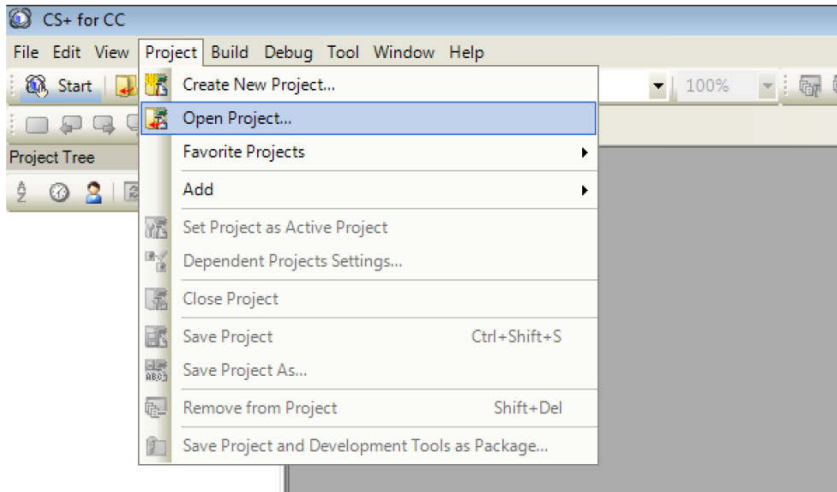 CS+ for CC
File Edit View Project Build Debug Tool Window Help
Start 100%
Project Tree
Create New Project...
Open Project...
Favorite Projects
Add
Set Project as Active Project
Dependent Projects Settings...
Close Project
Save Project Ctrl+Shift+S
Save Project As...
Remove from Project Shift+Del
Save Project and Development Tools as Package...